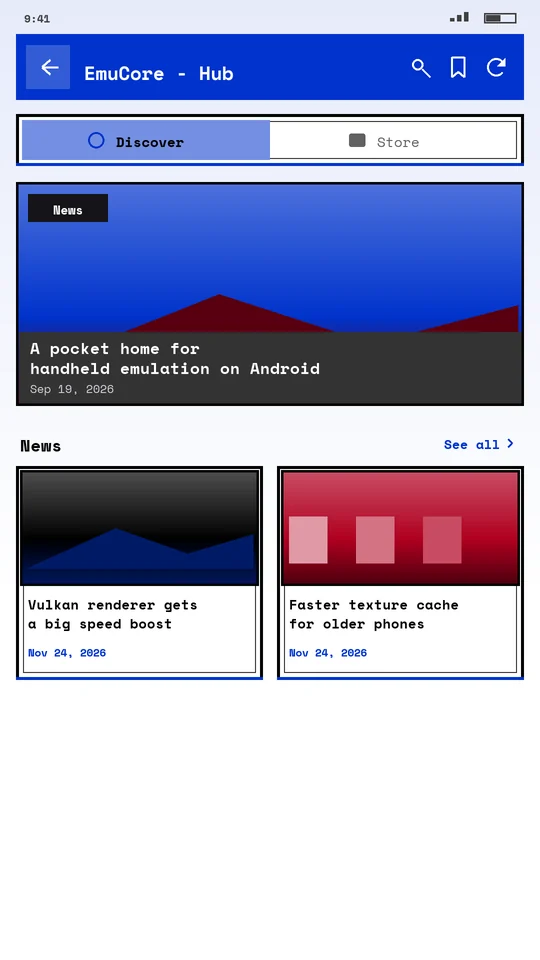 9:41
EmuCore - Hub
Discover
Store
News
A pocket home for
handheld emulation on Android
Sep 19, 2026
News
See all
Vulkan renderer gets
a big speed boost
Nov 24, 2026
Faster texture cache
for older phones
Nov 24, 2026